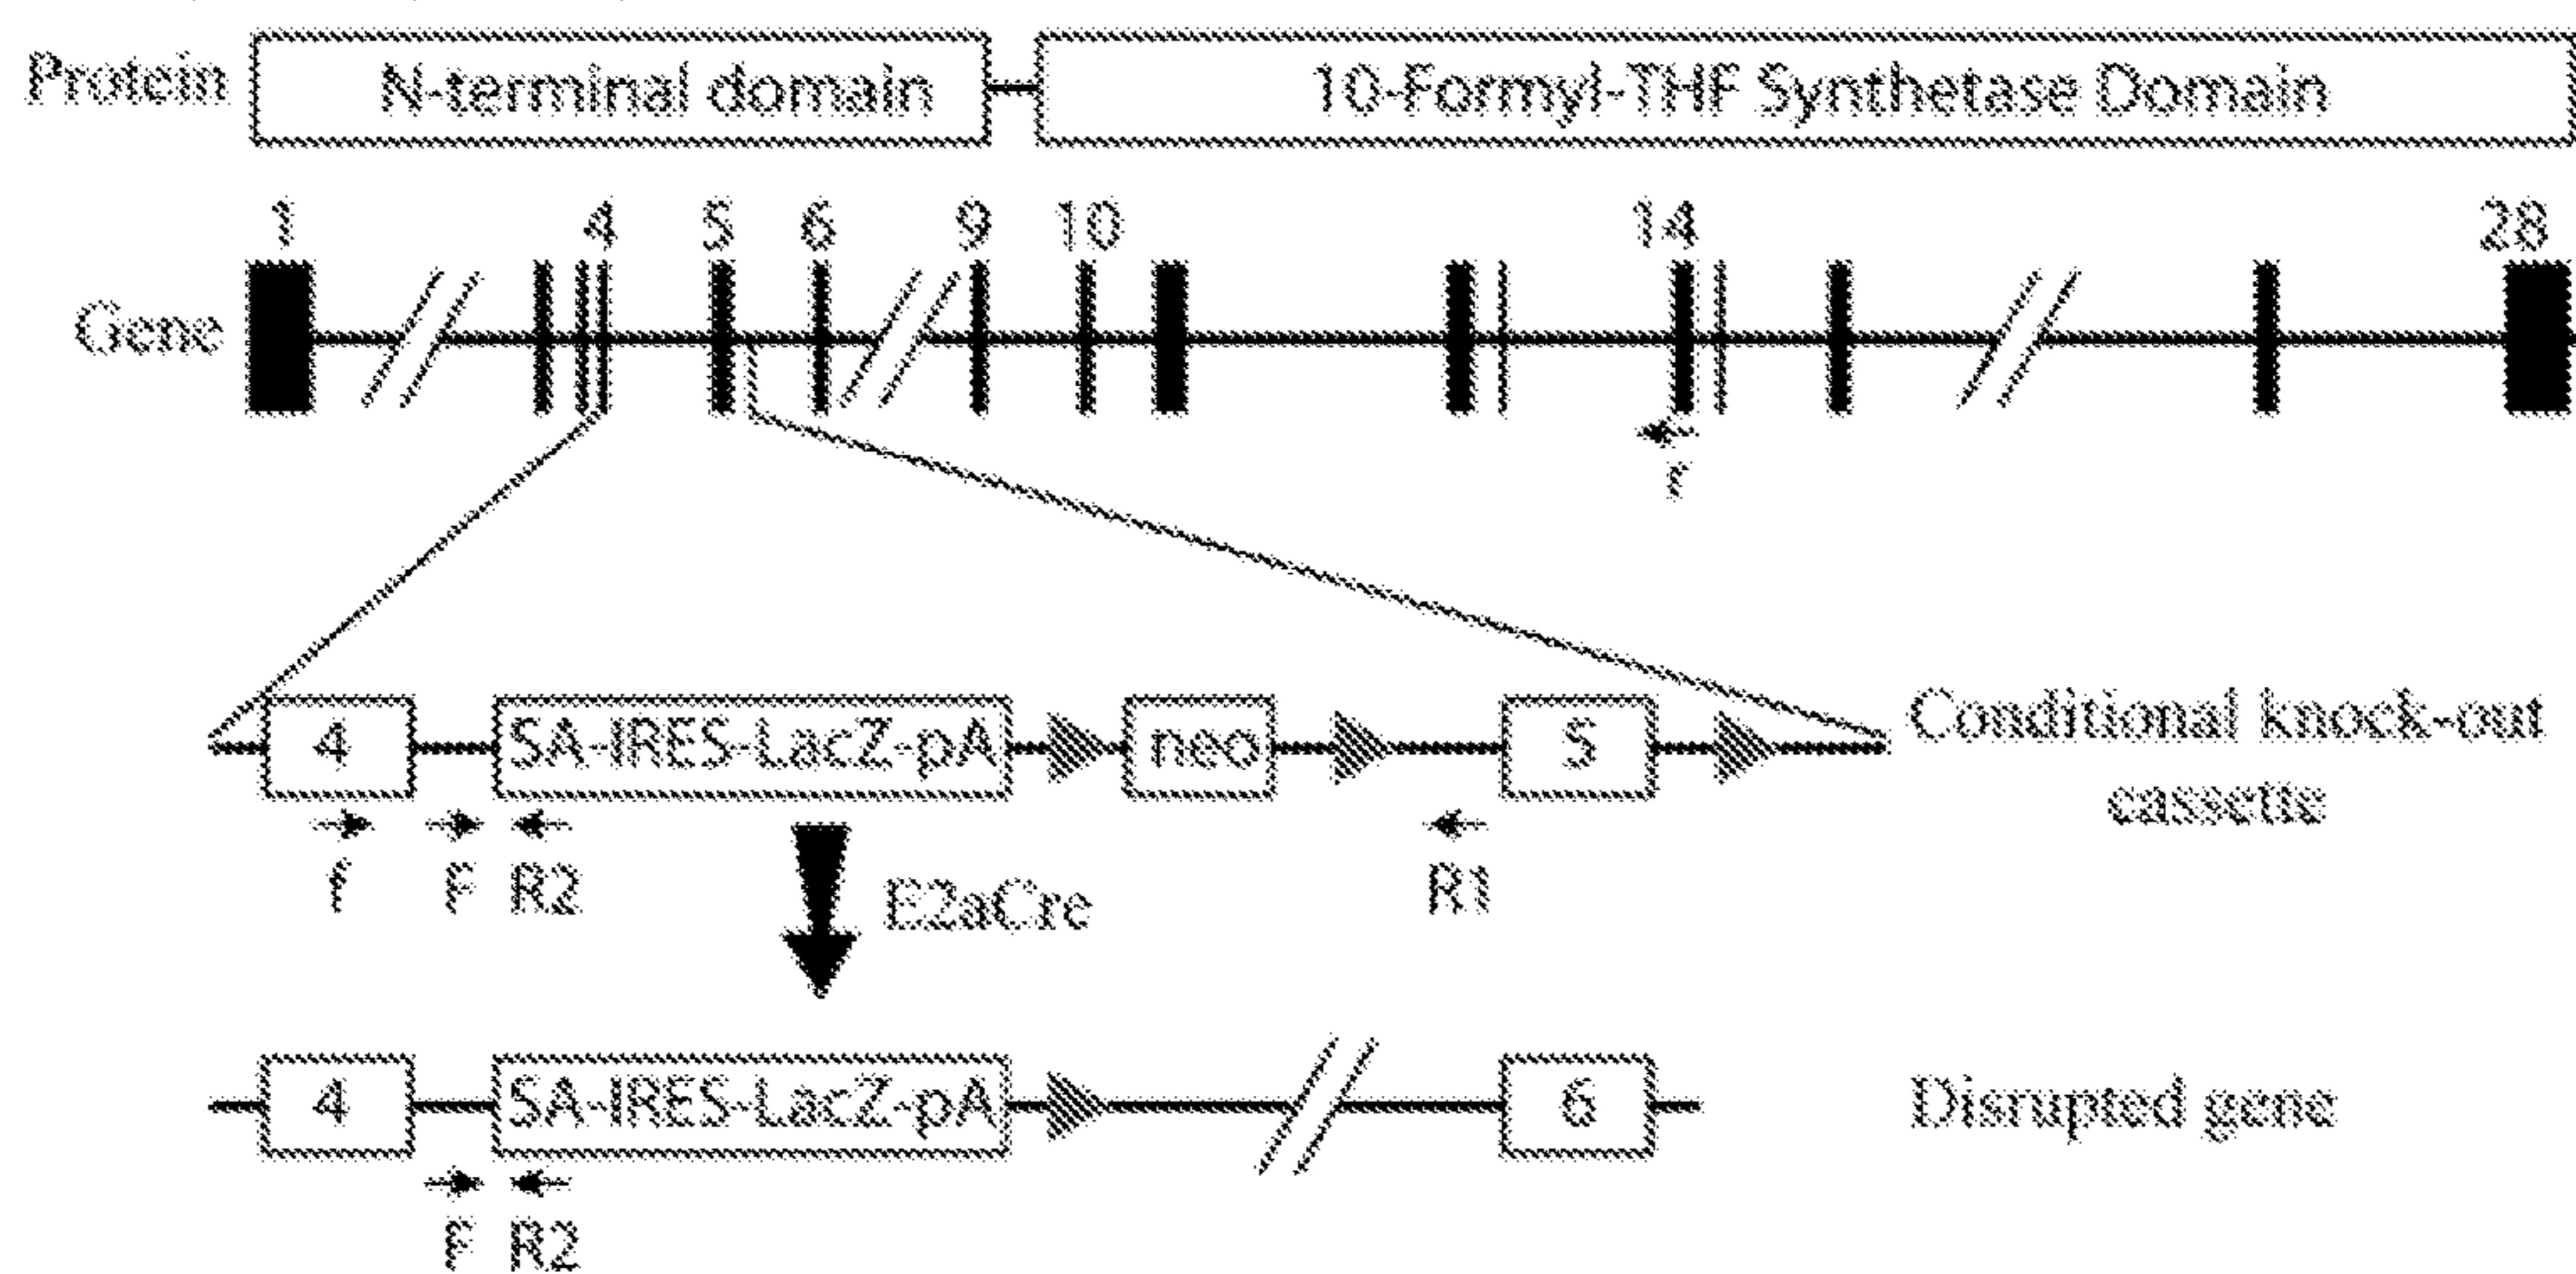 Protein N-terminal domain 10-Formyl-THF Synthetase Domain
1 4 5 6 9 10 14 28
Gene
r
4 SA-IRES-LacZ-pA neo 5 Conditional knock-out
cassette
f F R2 R1
E2aCre
4 SA-IRES-LacZ-pA 6 Disrupted gene
F R2